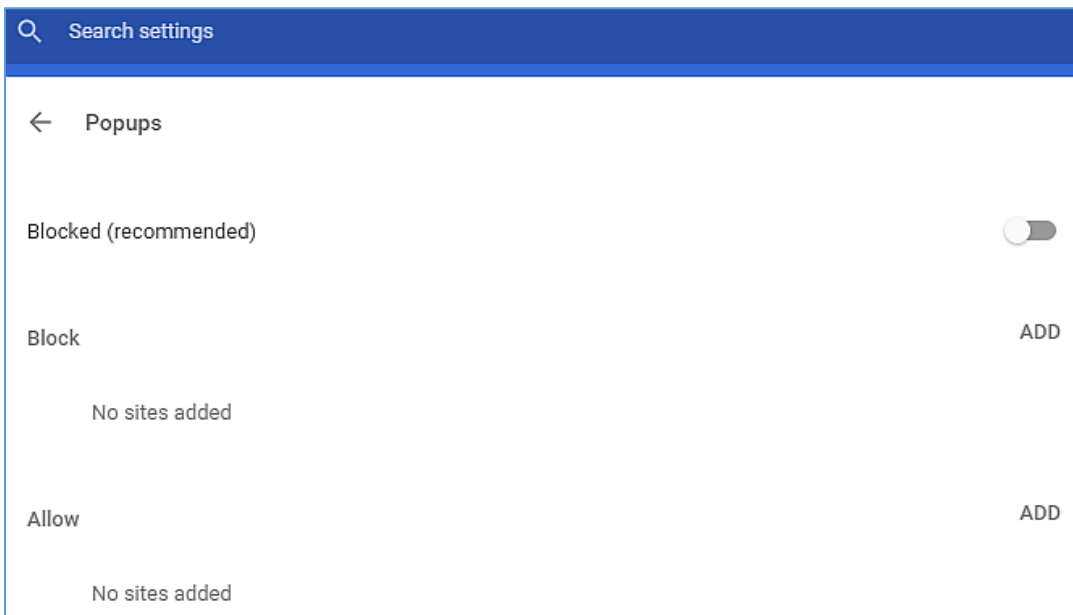 Search settings
Popups
Blocked (recommended)
Block
ADD
No sites added
Allow
ADD
No sites added